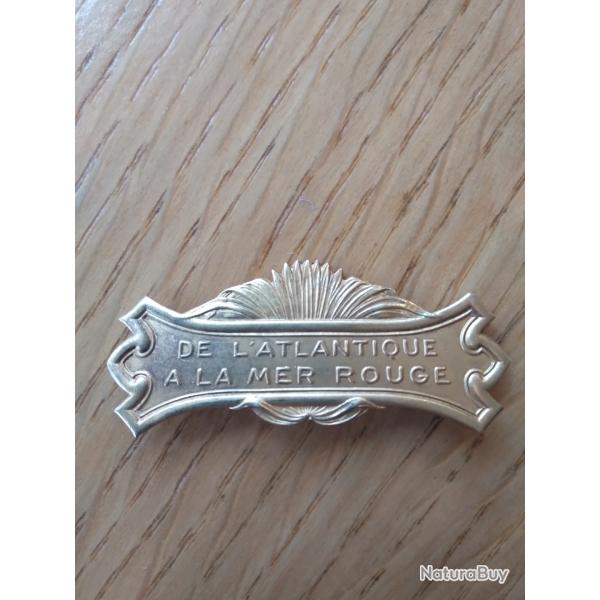 DE L'ATLANTIQUE
A LA MER ROUGE
NaturaBuy